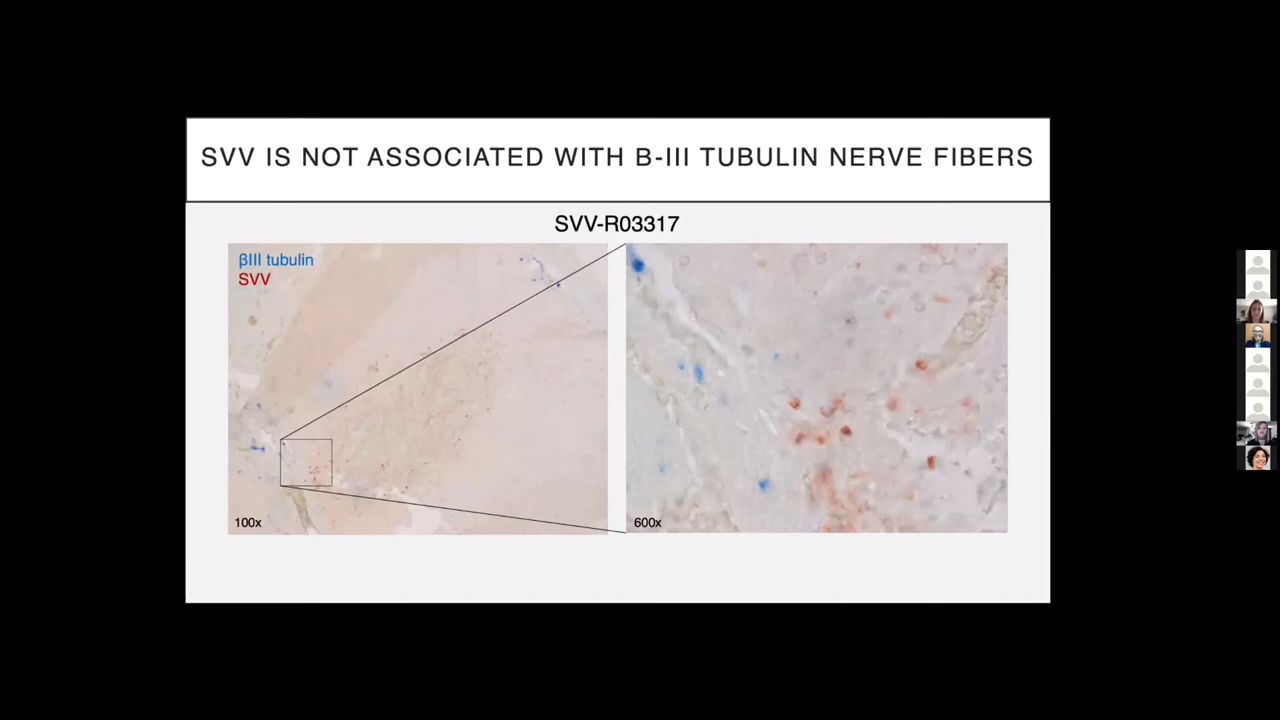 SVV IS NOT ASSOCIATED WITH B-III TUBULIN NERVE FIBERS
SVV-R03317
βIII tubulin
SVV
100x
600x